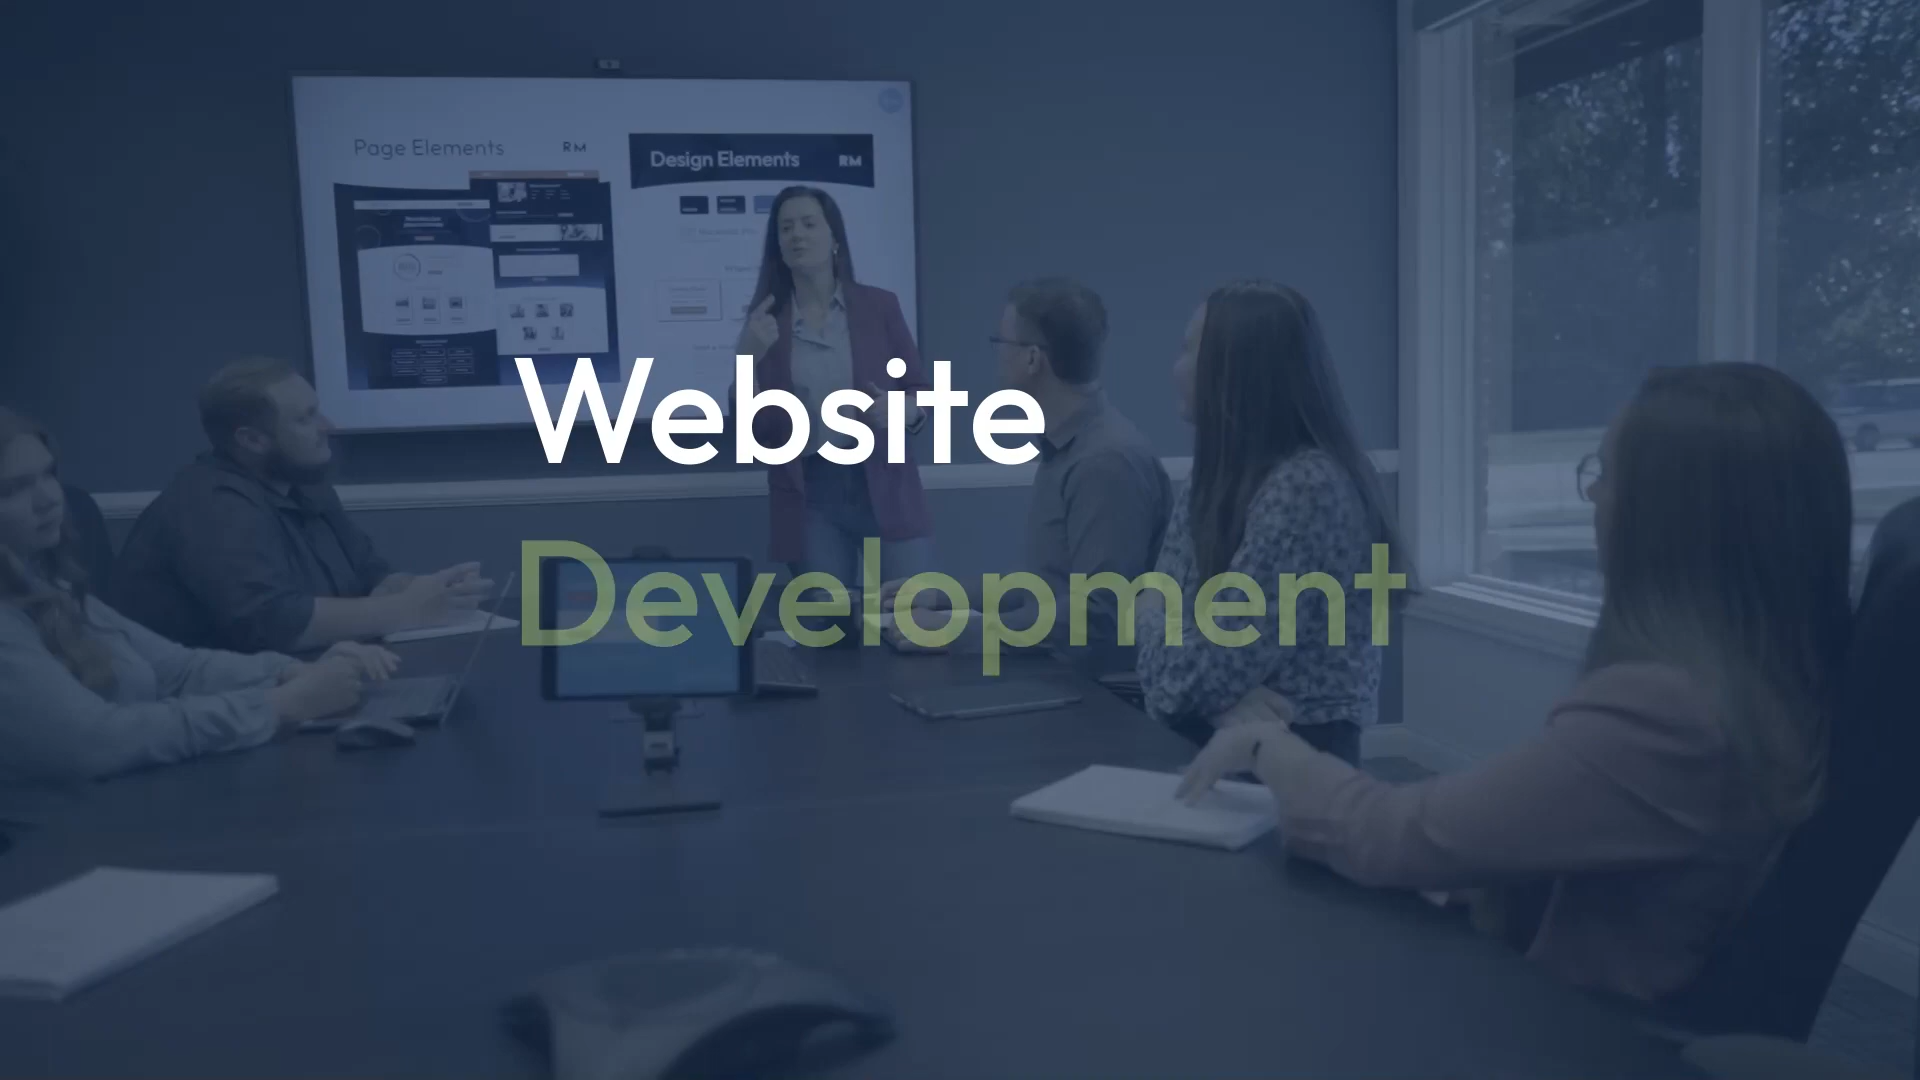 Page Elements RM
Design Elements RM
Website
Development